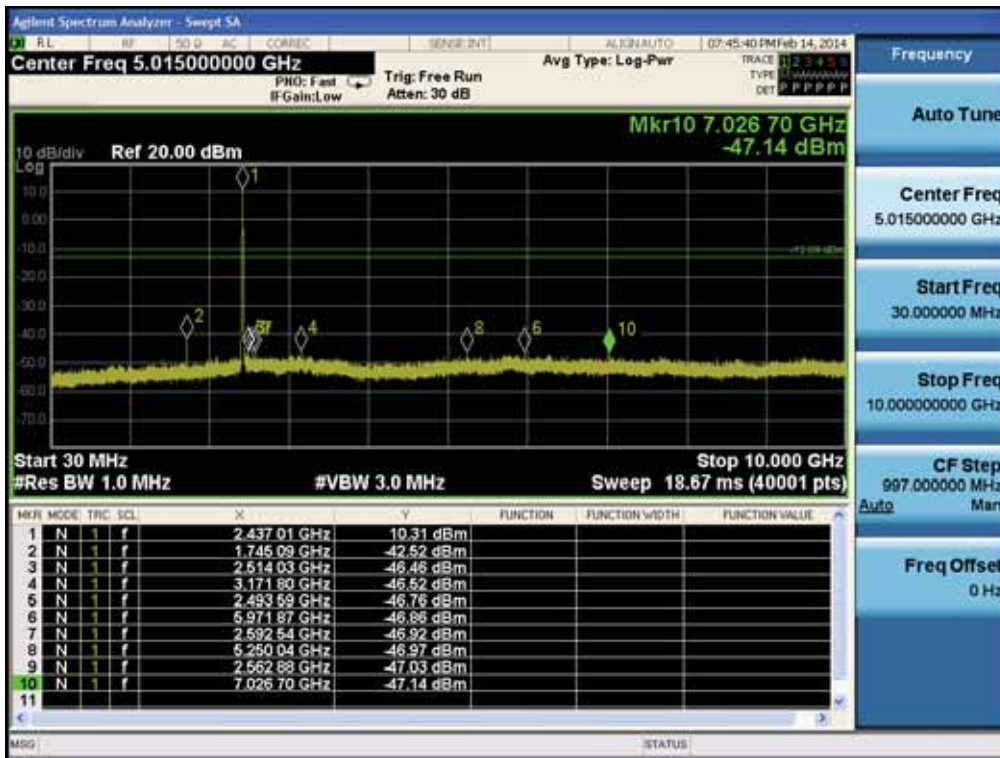 Agilent Spectrum Analyzer - Swept SA
RL RF 50 Ω AC CORREC SENSE:INT ALIGN AUTO 07:45:40 PM Feb 14, 2014
Center Freq 5.015000000 GHz
PNO: Fast
IFGain:Low
Trig: Free Run
Atten: 30 dB
Avg Type: Log-Pwr
TRACE 1 2 3 4 5 6
TYPE
DET P P P P P P
Mkr10 7.026 70 GHz
-47.14 dBm
10 dB/div Ref 20.00 dBm
Log
10.0
0.00
-10.0
-20.0
-30.0
-40.0
-50.0
-60.0
-70.0
1
2
4
8
6
10
Start 30 MHz
Stop 10.000 GHz
#Res BW 1.0 MHz
#VBW 3.0 MHz
Sweep 18.67 ms (40001 pts)
MKR MODE TRC SCL X Y FUNCTION FUNCTION WIDTH FUNCTION VALUE
1 N 1 f 2.437 01 GHz 10.31 dBm
2 N 1 f 1.745 09 GHz -42.52 dBm
3 N 1 f 2.514 03 GHz -46.46 dBm
4 N 1 f 3.171 80 GHz -46.52 dBm
5 N 1 f 2.493 59 GHz -46.76 dBm
6 N 1 f 5.971 87 GHz -46.86 dBm
7 N 1 f 2.592 54 GHz -46.92 dBm
8 N 1 f 5.250 04 GHz -46.97 dBm
9 N 1 f 2.562 88 GHz -47.03 dBm
10 N 1 f 7.026 70 GHz -47.14 dBm
11
MSG
STATUS
Frequency
Auto Tune
Center Freq
5.015000000 GHz
Start Freq
30.000000 MHz
Stop Freq
10.000000000 GHz
CF Step
997.000000 MHz
Auto Man
Freq Offset
0 Hz